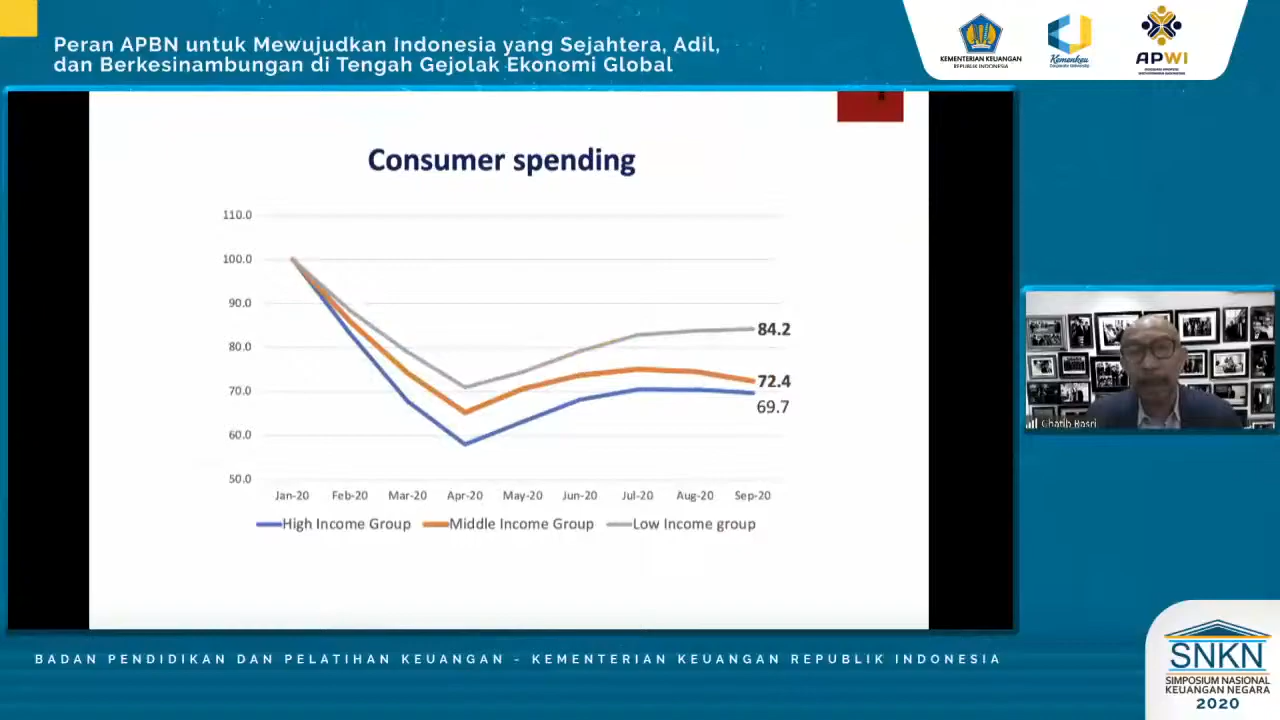 Peran APBN untuk Mewujudkan Indonesia yang Sejahtera, Adil,
dan Berkesinambungan di Tengah Gejolak Ekonomi Global
KEMENTERIAN KEUANGAN
REPUBLIK INDONESIA
Kemenkeu
Corporate University
APWI
Consumer spending
110.0
100.0
90.0
80.0
70.0
60.0
50.0
84.2
72.4
69.7
Jan-20 Feb-20 Mar-20 Apr-20 May-20 Jun-20 Jul-20 Aug-20 Sep-20
High Income Group Middle Income Group Low Income group
Chatib Basri
BADAN PENDIDIKAN DAN PELATIHAN KEUANGAN - KEMENTERIAN KEUANGAN REPUBLIK INDONESIA
SNKN
SIMPOSIUM NASIONAL
KEUANGAN NEGARA
2020